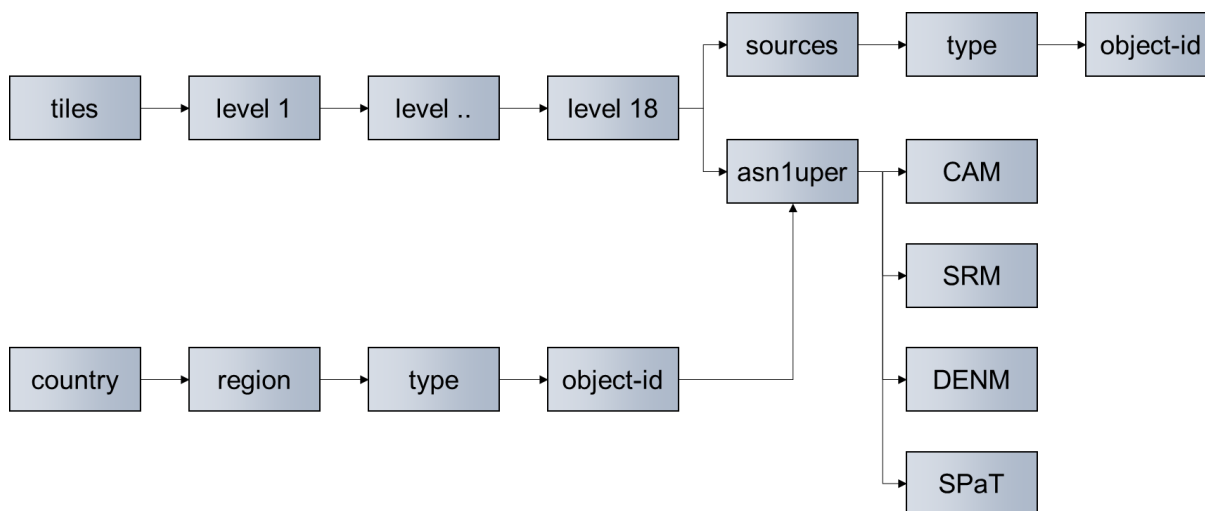 sources
type
object-id
tiles
level 1
level ..
level 18
asn1uper
CAM
SRM
country
region
type
object-id
DENM
SPaT